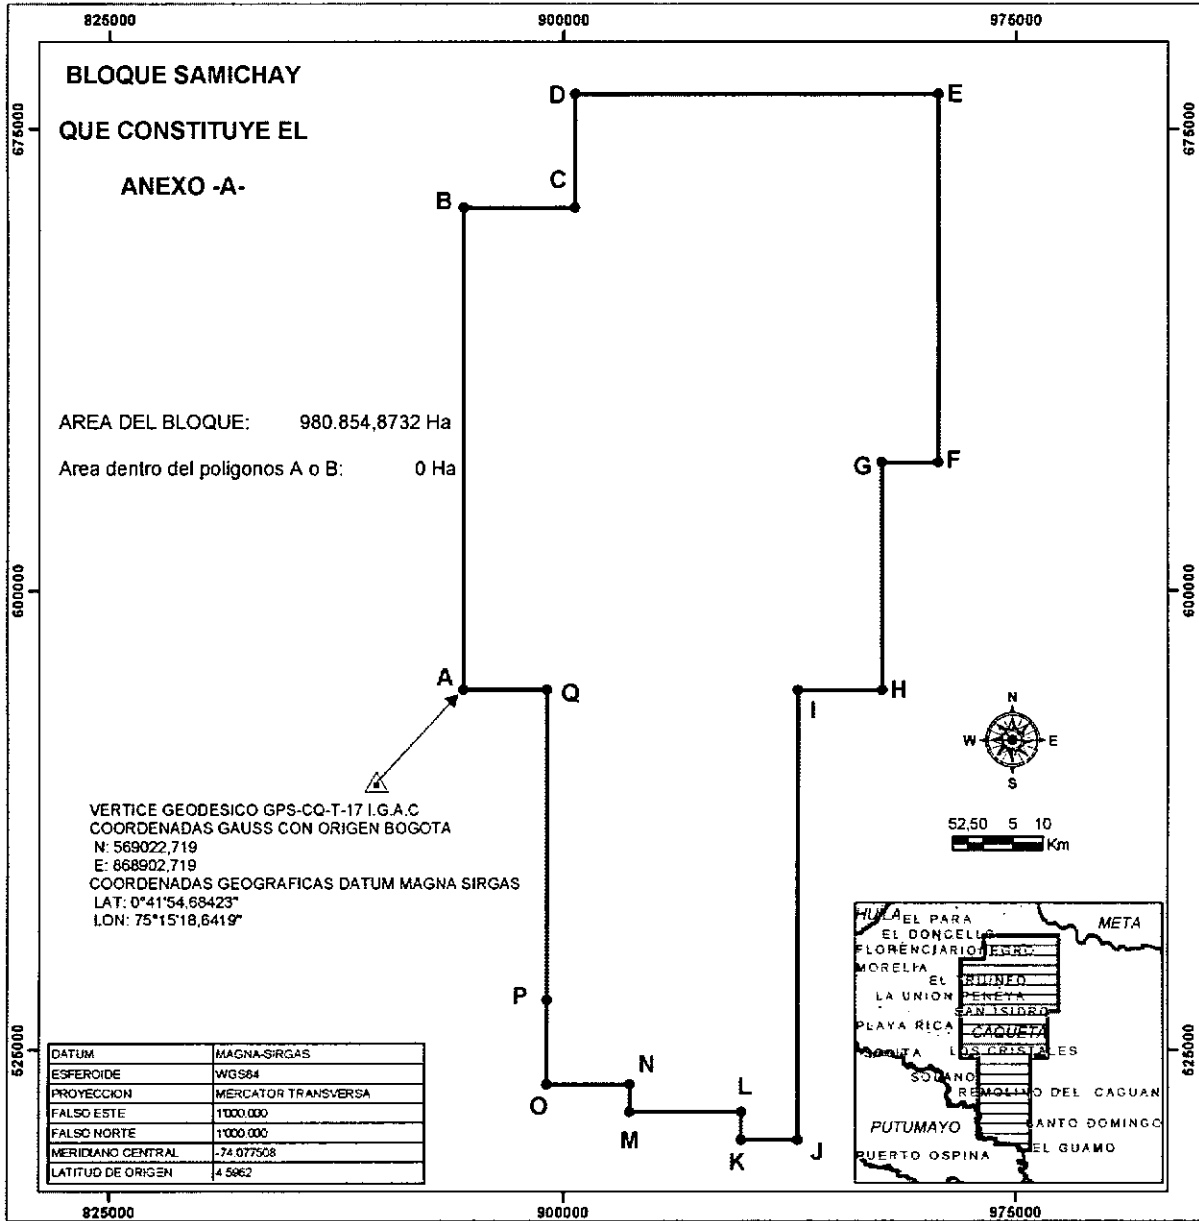 825000
900000
975000
BLOQUE SAMICHAY
QUE CONSTITUYE EL
ANEXO -A-
675000
675000
D
E
C
B
AREA DEL BLOQUE: 980.854,8732 Ha
Area dentro del poligonos A o B: 0 Ha
G
F
600000
600000
A
Q
I
H
N
W
E
S
VERTICE GEODESICO GPS-CQ-T-17 I.G.A.C
COORDENADAS GAUSS CON ORIGEN BOGOTA
N: 569022,719
E: 868902,719
COORDENADAS GEOGRAFICAS DATUM MAGNA SIRGAS
LAT: 0°41'54,68423"
LON: 75°15'18,6419"
52,50 5 10
Km
P
525000
525000
N
O
L
M
K
J
DATUM MAGNA-SIRGAS
ESFEROIDE WGS84
PROYECCION MERCATOR TRANSVERSA
FALSO ESTE 1'000.000
FALSO NORTE 1'000.000
MERIDIANO CENTRAL -74.077508
LATITUD DE ORIGEN 4.5962
HUILA
EL PARA
META
EL DONCELLO
FLORENCIA
RIONEGRO
MORELIA
EL TRIUNFO
LA UNION PENEYA
SAN ISIDRO
PLAYA RICA
CAQUETA
LOS CRISTALES
SOLANO
REMOLINO DEL CAGUAN
PUTUMAYO
SANTO DOMINGO
PUERTO OSPINA
EL GUAMO
825000
900000
975000